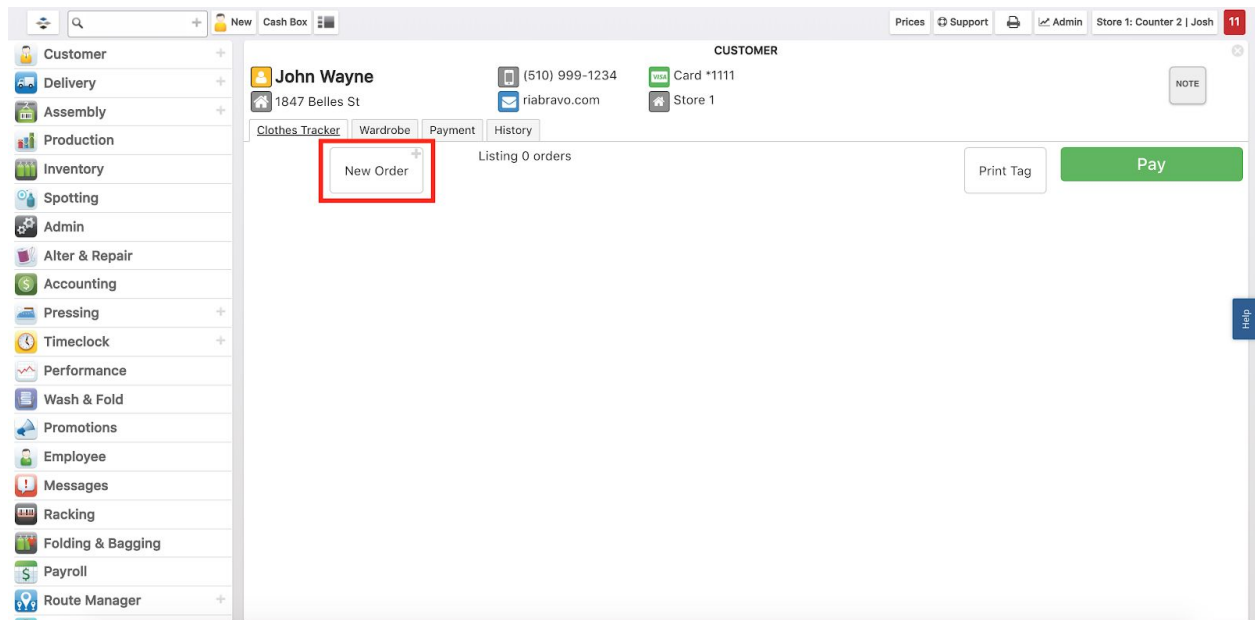 New Cash Box Prices Support Admin Store 1: Counter 2 | Josh 11
Customer
Delivery
Assembly
Production
Inventory
Spotting
Admin
Alter & Repair
Accounting
Pressing
Timeclock
Performance
Wash & Fold
Promotions
Employee
Messages
Racking
Folding & Bagging
Payroll
Route Manager
CUSTOMER
John Wayne (510) 999-1234 VISA Card *1111 NOTE
1847 Belles St riabravo.com Store 1
Clothes Tracker Wardrobe Payment History
New Order Listing 0 orders Print Tag Pay
Help